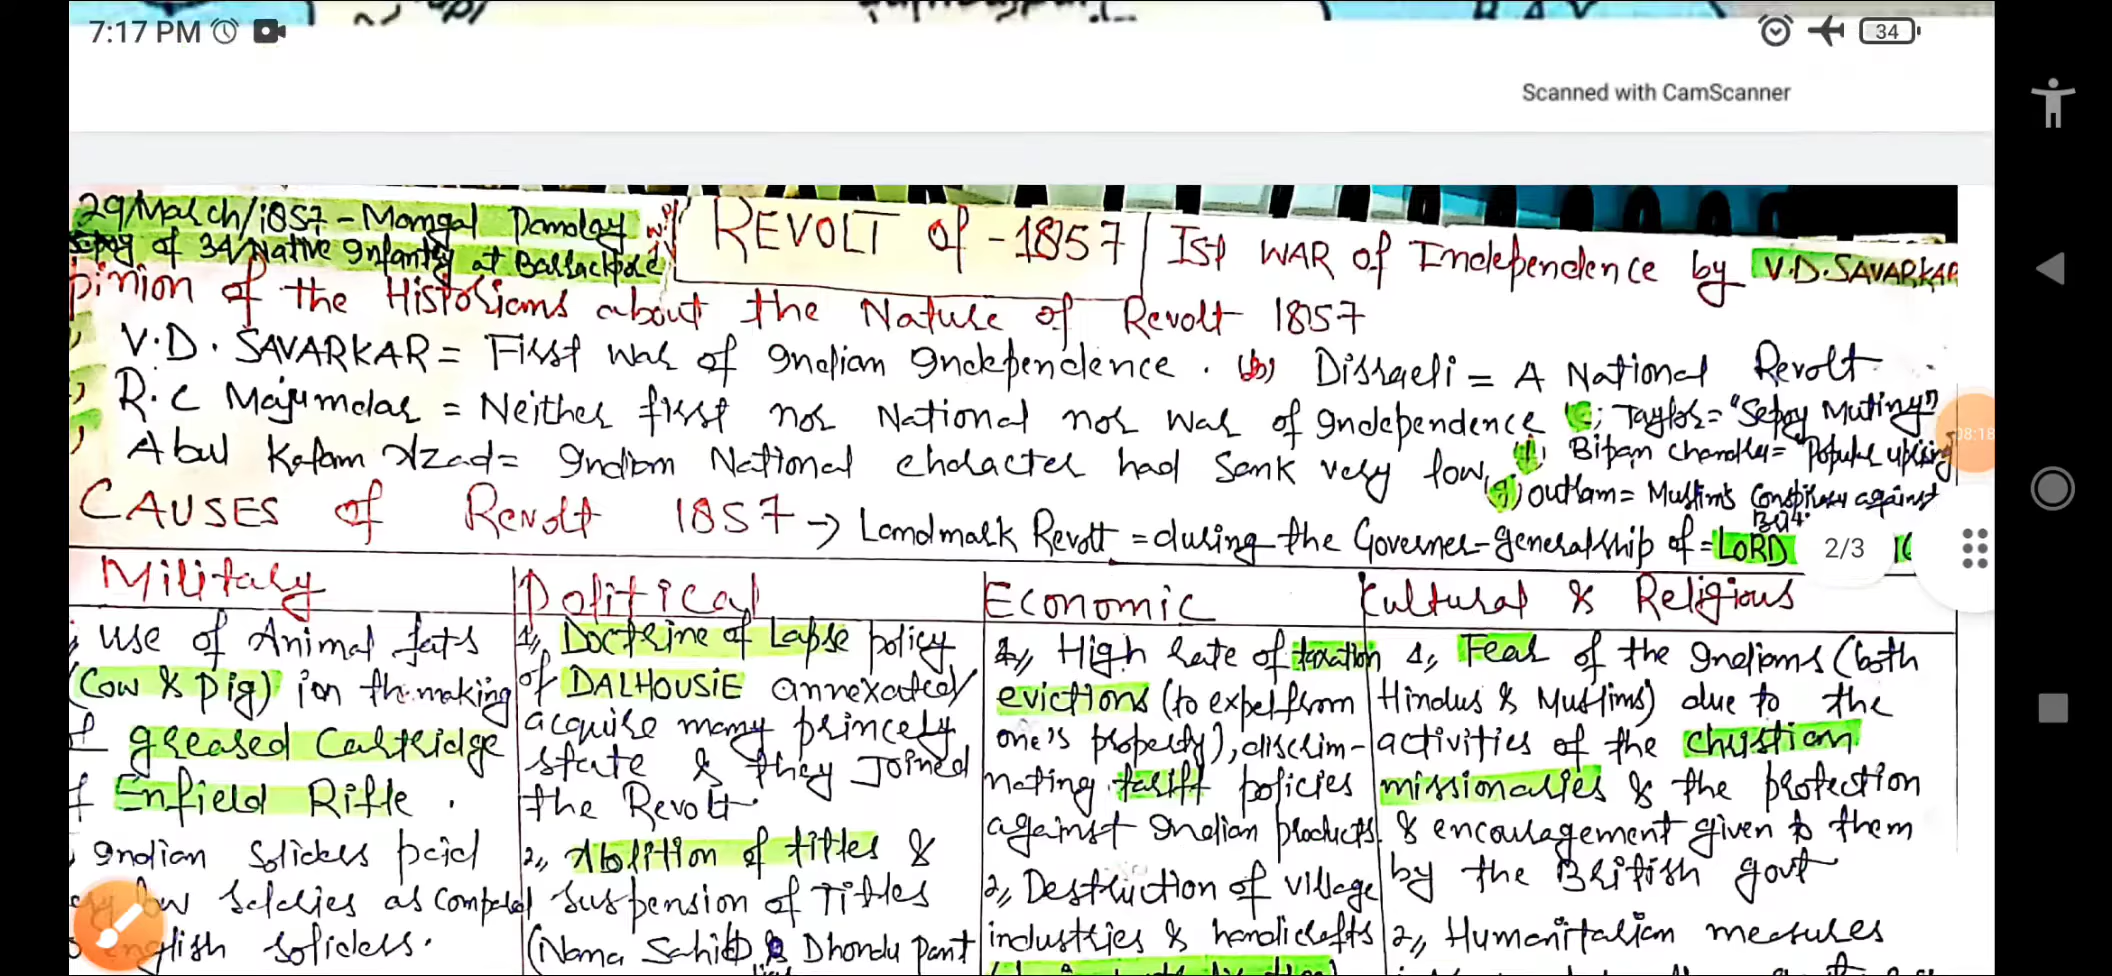 7:17 PM
34
Scanned with CamScanner
29/March/1857 - Mangal Panday
Sepoy of 34 Native Infantry at Barrackpore
REVOLT of - 1857
Ist WAR of Independence by V.D. SAVARKAR
pinion of the Historians about the Nature of Revolt 1857
V.D. SAVARKAR = First war of Indian Independence. (b) Disraeli = A National Revolt
R.C Majumdar = Neither first nor National nor war of Independence (e); Taylor = "Sepoy Mutiny"
Abul Kalam Azad = Indian National character had sank very low
(f) Bipan Chandra = "Popular uprising
(g) Outlam = Muslim's Conspiracy against
CAUSES of Revolt 1857 → Landmark Revolt = during the Governer-generalship of = LORD
2/3
08:18
Military
Political
Economic
Cultural & Religious
use of Animal fats
(Cow & Pig) in the making
greased Cartridge
Enfield Rifle.
Indian Soliders paid
low salaries as compared
English soliders.
1,, Doctrine of Lapse policy
of DALHOUSIE annexated/
acquire many princely
state & they Joined
the Revolt.
2,, Abolition of titles &
suspension of Titles
(Nana Sahib & Dhondu Pant
1,, High rate of taxation
evictions (to expel from
one's property), discrim-
nating tariff policies
against Indian products.
2,, Destruction of village
industries & handicrafts
1,, Fear of the Indians (both
Hindus & Muslims) due to the
activities of the christian
missionaries & the protection
& encouragement given to them
by the British govt
2,, Humanitarian measures